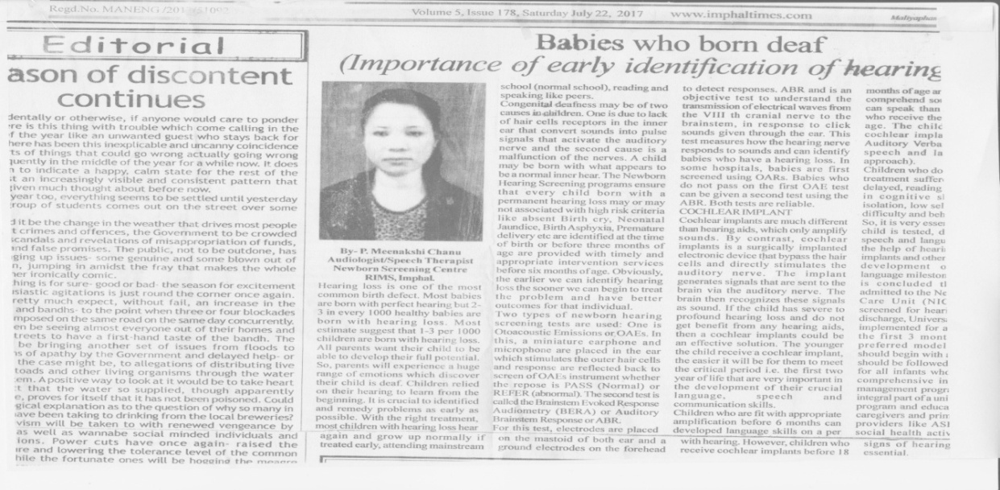 Regd.No. MANENG /2017/
Volume 5, Issue 178, Saturday July 22, 2017
www.imphaltimes.com
Editorial
ason of discontent
continues
dentally or otherwise, if anyone would care to ponder
re is this thing with trouble which come calling in the
f the year like an unwanted guest who stays back for
here has been this inexplicable and uncanny coincidence
ts of things that could go wrong actually going wrong
quently in the middle of the year for a while now. It does
n to indicate a happy, calm state for the rest of the
t an increasingly visible and consistent pattern that
given much thought about before now.
year too, everything seems to be settled until yesterday
roup of students comes out on the street over some
d it be the change in the weather that drives most people
t crimes and offences, the Government to be crowded
scandals and revelations of misappropriation of funds,
and false promises. The public, not to be outdone, has
ging up issues- some genuine and some blown out of
n, jumping in amidst the fray that makes the whole
her ironically comic.
hing is for sure- good or bad- the season for excitement
siastic agitations is just round the corner once again.
retty much expect, without fail, an increase in the
and bandhs- to the point when three or four blockades
mposed on the same road on the same day concurrently.
en be seeing almost everyone out of their homes and
treets to have a first-hand taste of the bandh. The
be bringing another set of issues from floods to
ns of apathy by the Government and delayed help- or
the case might be, to allegations of distributing live
toads and other living organisms through the water
em. Apositive way to look at it would be to take heart
t that the water so supplied, though apparently
e, proves for itself that it has not been poisoned. Could
gical explanation as to the question of why so many in
ave been taking to drinking from the local breweries?
vism will be taken to with renewed vengeance by
as well as wannabe social minded individuals and
ions. Power cuts have once again- raised the
ure and lowering the tolerance level of the common
hile the fortunate ones will be hogging the meagre
Babies who born deaf
(Importance of early identification of hearing
By- P. Meenakshi Chanu
Audiologist/Speech Therapist
Newborn Screening Centre
RIMS, Imphal.
Hearing loss is one of the most
common birth defect. Most babies
are born with perfect hearing but 2-
3 in every 1000 healthy babies are
born with hearing loss. Most
estimate suggest that 1-3 per 1000
children are born with hearing loss.
All parents want their child to be
able to develop their full potential.
So, parents will experience a huge
range of emotions which discover
their child is deaf. Children relied
on their hearing to learn from the
beginning. It is crucial to identified
and remedy problems as early as
possible. With the right treatment,
most children with hearing loss hear
again and grow up normally if
treated early, attending mainstream
school (normal school), reading and
speaking like peers.
Congenital deafness may be of two
causes in children. One is due to lack
of hair cells receptors in the inner
ear that convert sounds into pulse
signals that activate the auditory
nerve and the second cause is a
malfunction of the nerves. A child
may be born with what appears to
be a normal inner hear. The Newborn
Hearing Screening programs ensure
that every child born with a
permanent hearing loss may or may
not associated with high risk criteria
like absent Birth cry, Neonatal
Jaundice, Birth Asphyxia, Premature
delivery etc are identified at the time
of birth or before three months of
age are provided with timely and
appropriate intervention services
before six months of age. Obviously,
the earlier we can identify hearing
loss the sooner we can begin to treat
the problem and have better
outcomes for that individual.
Two types of newborn hearing
screening tests are used: One is
Otoacoustic Emissions or OAEs. In
this, a miniature earphone and
microphone are placed in the ear
which stimulates the outer hair cells
and response are reflected back to
screen of OAEs instrument whether
the repose is PASS (Normal) or
REFER (abnormal). The second test is
called the Brainstem Evoked Response
Audiometry (BERA) or Auditory
Brainstem Response or ABR.
For this test, electrodes are placed
on the mastoid of both ear and a
ground electrodes on the forehead
to detect responses. ABR and is an
objective test to understand the
transmission of electrical waves from
the VIII th cranial nerve to the
brainstem, in response to click
sounds given through the ear. This
test measures how the hearing nerve
responds to sounds and can identify
babies who have a hearing loss. In
some hospitals, babies are first
screened using OARs. Babies who
do not pass on the first OAE test
can be given a second test using the
ABR. Both tests are reliable.
COCHLEAR IMPLANT
Cochlear implants are much different
than hearing aids, which only amplify
sounds. By contrast, cochlear
implants is a surgically implanted
electronic device that bypass the hair
cells and directly stimulates the
auditory nerve. The implant
generates signals that are sent to the
brain via the auditory nerve. The
brain then recognizes these signals
as sound. If the child has severe to
profound hearing loss and do not
get benefit from any hearing aids,
then a cochlear implants could be
an effective solution. The younger
the child receive a cochlear implant,
the easier it will be for them to meet
the critical period i.e. the first two
year of life that are very important in
the development of their crucial
language, speech and
communication skills.
Children who are fit with appropriate
amplification before 6 months can
developed language skills on a per
with hearing. However, children who
receive cochlear implants before 18
months of age ar
comprehend so
can speak than
who receive the
age. The chilc
cochlear impla
Auditory Verba
speech and la
approach).
Children who do
treatment suffer
delayed, reading
in cognitive sl
isolation, low sel
difficulty and beh
So, it is very esse
child is tested, d
speech and langu
the help of heari
implants and other
development o
language mileston
is concluded tl
admitted to the Ne
Care Unit (NIC
screened for hear
discharge, Univers
implemented for a
the first 3 mont
preferred model
should begin with
should be followed
for all infants who
comprehensive in
management progr
integral part of a uni
program and educa
caregivers and prim
providers like ASI
social health activ
signs of hearing
essential.